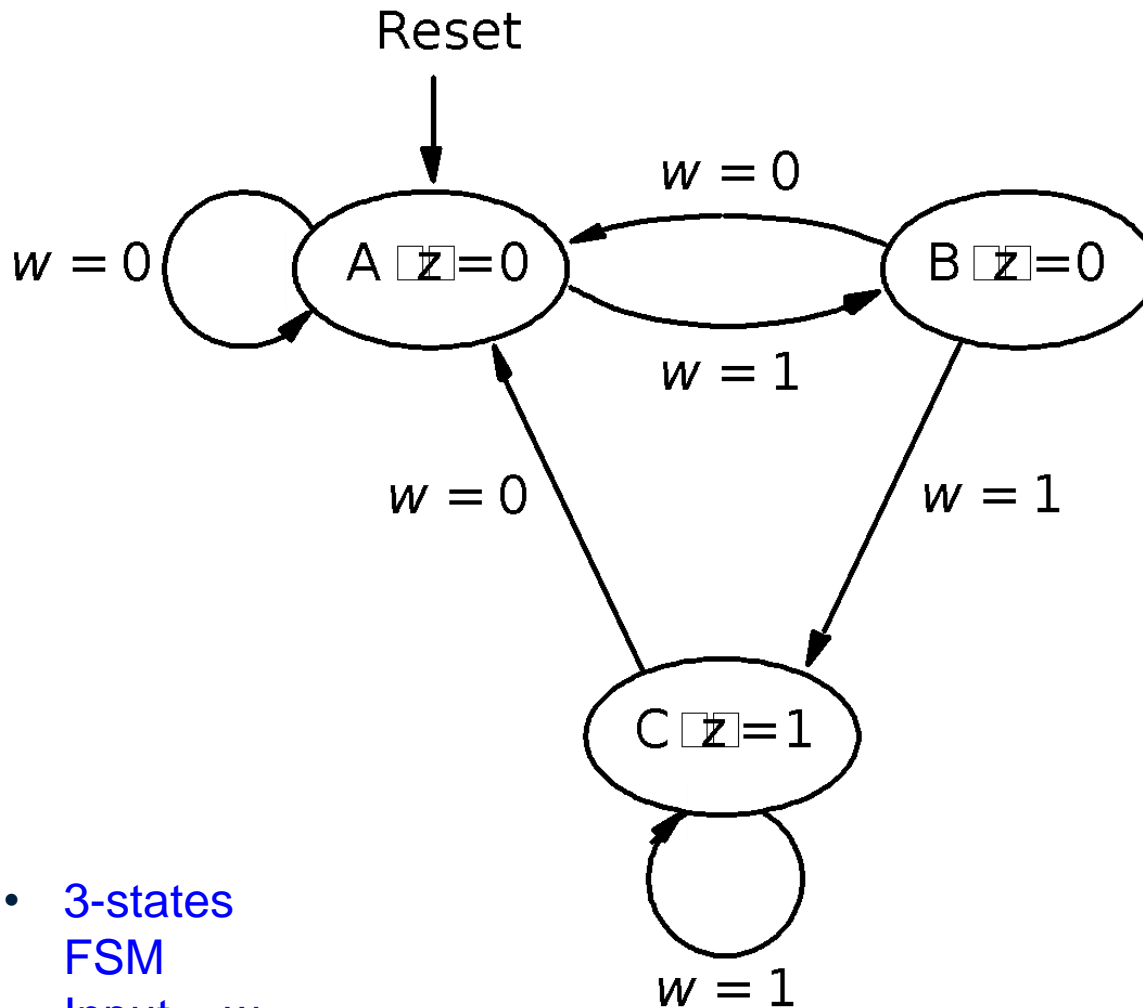 Reset
w = 0
w = 0
A z=0
B z=0
w = 1
w = 0
w = 1
C z=1
• 3-states
FSM
w = 1